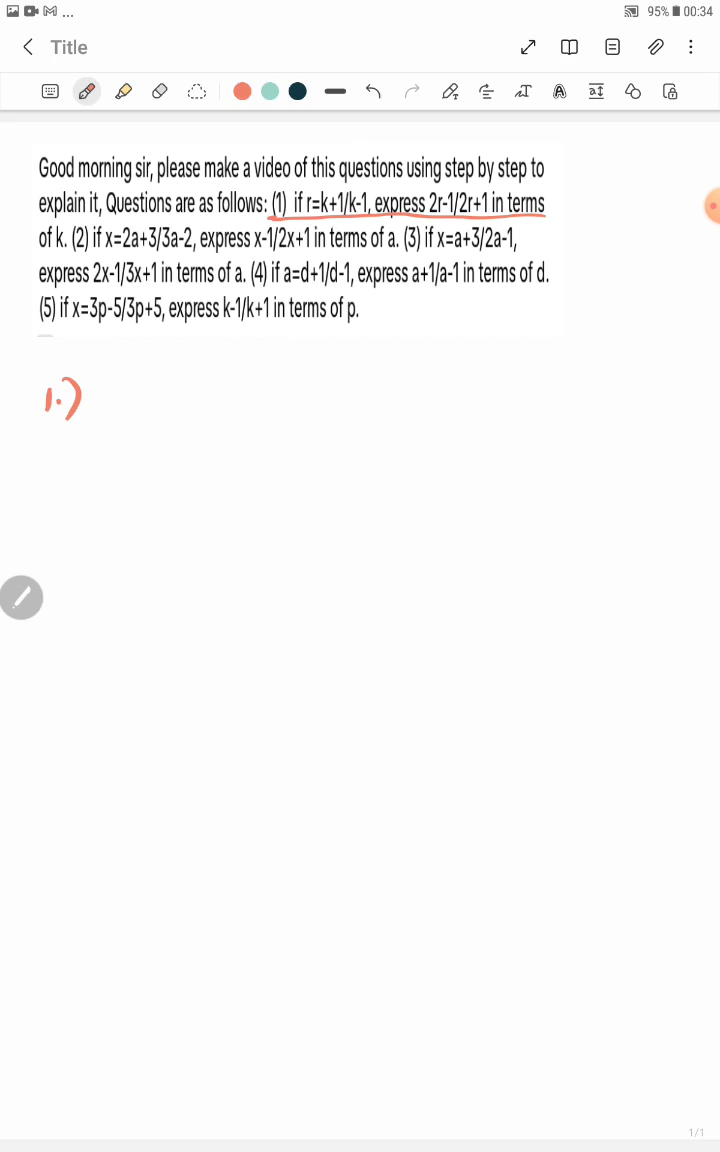 ... 95% 00:34
Title
Good morning sir, please make a video of this questions using step by step to
explain it, Questions are as follows: (1) if r=k+1/k-1, express 2r-1/2r+1 in terms
of k. (2) if x=2a+3/3a-2, express x-1/2x+1 in terms of a. (3) if x=a+3/2a-1,
express 2x-1/3x+1 in terms of a. (4) if a=d+1/d-1, express a+1/a-1 in terms of d.
(5) if x=3p-5/3p+5, express k-1/k+1 in terms of p.
1.)
1/1